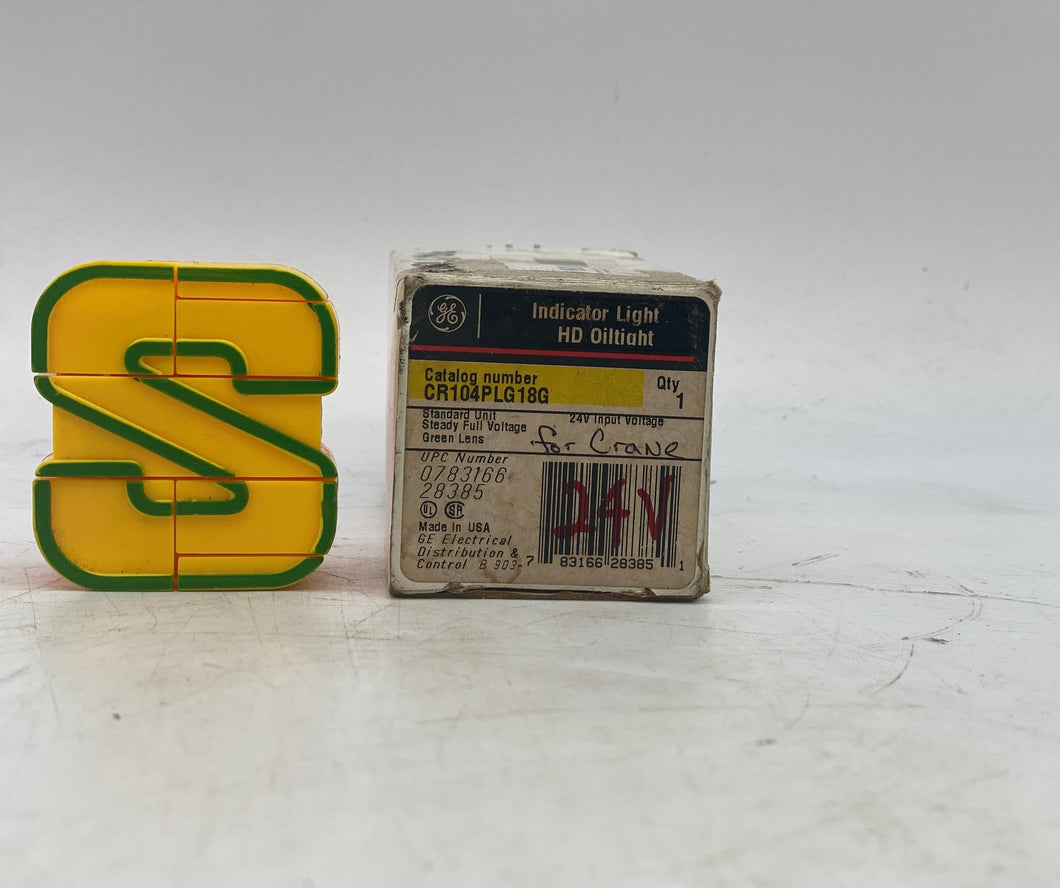 S
GE
Indicator Light
HD Oiltight
Catalog number
CR104PLG18G
Qty
1
Standard Unit
24V Input Voltage
Steady Full Voltage
Green Lens
for Crane
UPC Number
0783166
28385
UL SA
Made in USA
GE Electrical
Distribution &
Control B 903
24V
7 83166 28385 1